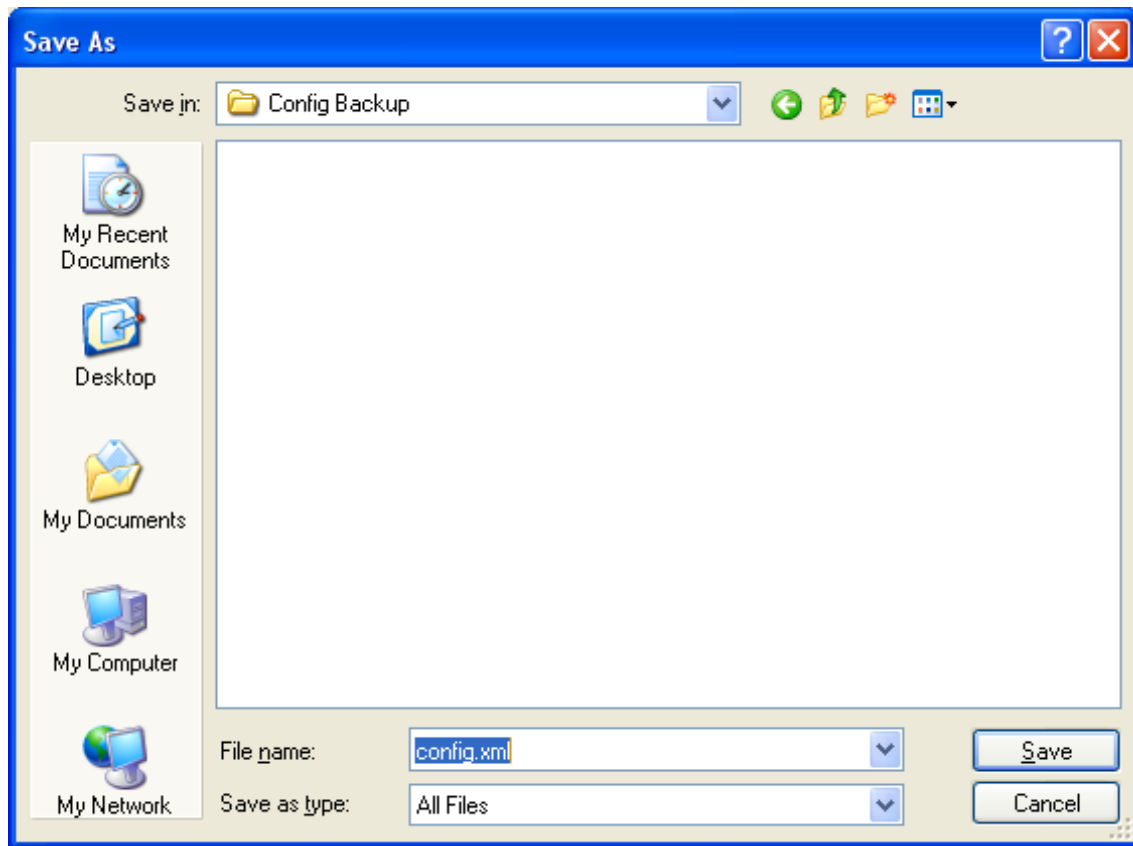 Save As
Save in:
Config Backup
My Recent
Documents
Desktop
My Documents
My Computer
My Network
File name:
config.xml
Save
Save as type:
All Files
Cancel